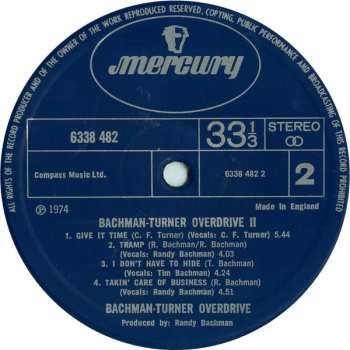 ALL RIGHTS OF THE RECORD PRODUCER AND OF THE OWNER OF THE WORK REPRODUCED RESERVED. COPYING, PUBLIC PERFORMANCE AND BROADCASTING OF THIS RECORD PROHIBITED
mercury
6338 482
33⅓
STEREO
Compass Music Ltd.
6338 482 2
2
℗ 1974
Made in England
BACHMAN-TURNER OVERDRIVE II
1. GIVE IT TIME (C. F. Turner) (Vocals: C. F. Turner) 5.44
2. TRAMP (R. Bachman/R. Bachman)
(Vocals: Randy Bachman) 4.03
3. I DON'T HAVE TO HIDE (T. Bachman)
(Vocals: Tim Bachman) 4.24
4. TAKIN' CARE OF BUSINESS (R. Bachman)
(Vocals: Randy Bachman) 4.51
BACHMAN-TURNER OVERDRIVE
Produced by: Randy Bachman